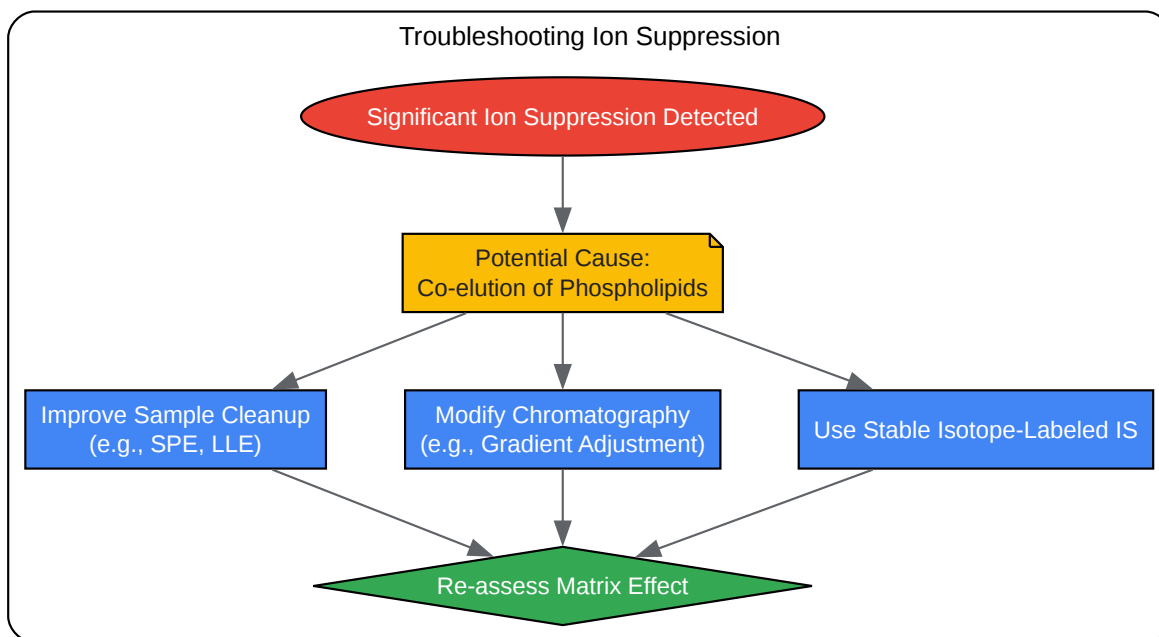 Troubleshooting Ion Suppression
Significant Ion Suppression Detected
Potential Cause:
Co-elution of Phospholipids
Improve Sample Cleanup
(e.g., SPE, LLE)
Modify Chromatography
(e.g., Gradient Adjustment)
Use Stable Isotope-Labeled IS
Re-assess Matrix Effect